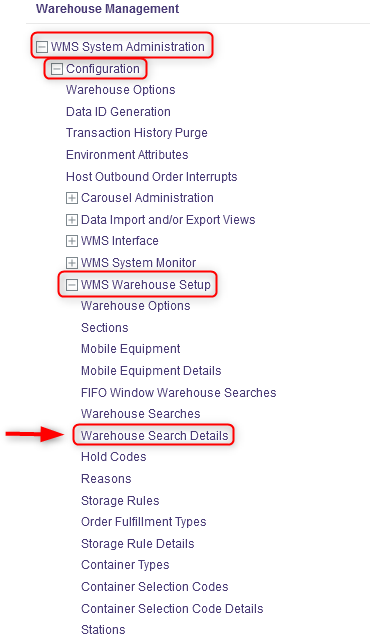 Warehouse Management
WMS System Administration
Configuration
Warehouse Options
Data ID Generation
Transaction History Purge
Environment Attributes
Host Outbound Order Interrupts
Carousel Administration
Data Import and/or Export Views
WMS Interface
WMS System Monitor
WMS Warehouse Setup
Warehouse Options
Sections
Mobile Equipment
Mobile Equipment Details
FIFO Window Warehouse Searches
Warehouse Searches
Warehouse Search Details
Hold Codes
Reasons
Storage Rules
Order Fulfillment Types
Storage Rule Details
Container Types
Container Selection Codes
Container Selection Code Details
Stations